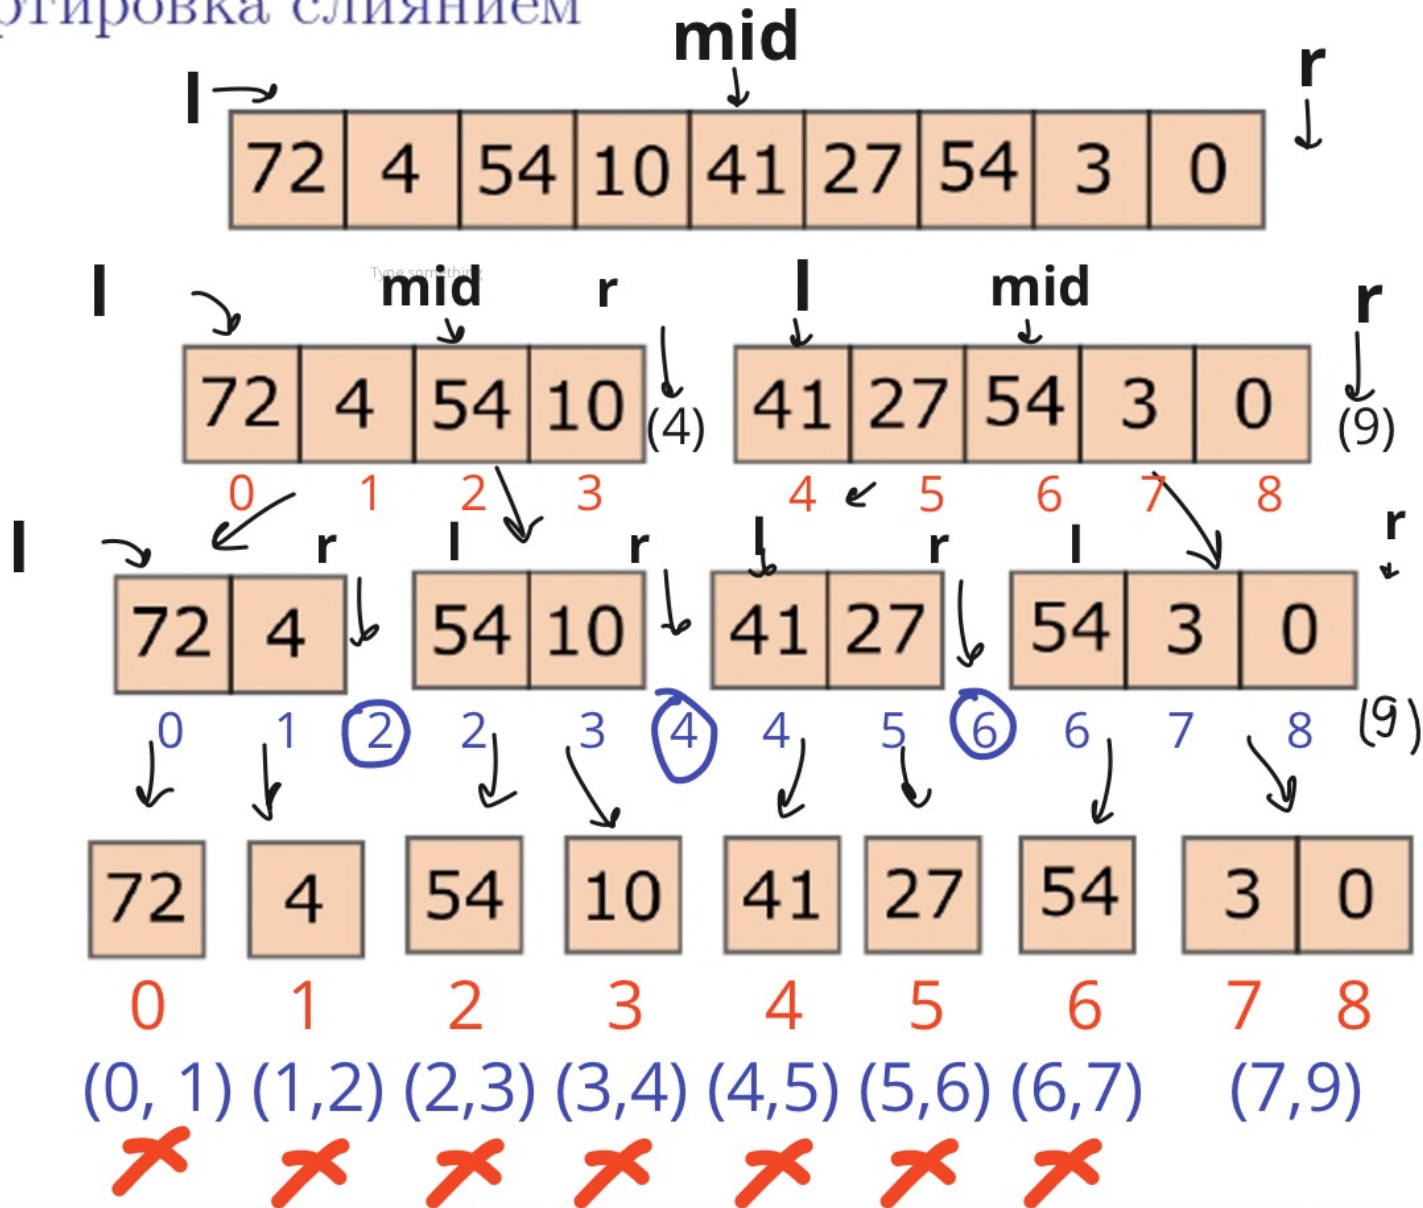 ртировка слиянием
mid
l r
72 4 54 10 41 27 54 3 0
Type something
l mid r l mid r
72 4 54 10 (4) 41 27 54 3 0 (9)
0 1 2 3 4 5 6 7 8
l r l r l r l r
72 4 54 10 41 27 54 3 0
0 1 2 2 3 4 4 5 6 6 7 8 (9)
72 4 54 10 41 27 54 3 0
0 1 2 3 4 5 6 7 8
(0, 1) (1,2) (2,3) (3,4) (4,5) (5,6) (6,7) (7,9)